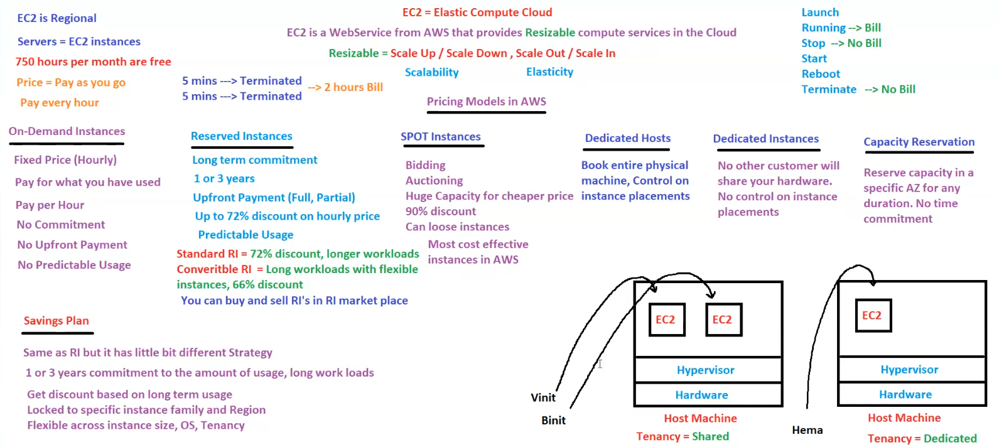 EC2 = Elastic Compute Cloud
EC2 is a WebService from AWS that provides Resizable compute services in the Cloud
Resizable = Scale Up / Scale Down , Scale Out / Scale In
Scalability
Elasticity
EC2 is Regional
Servers = EC2 instances
750 hours per month are free
Price = Pay as you go
Pay every hour
5 mins ---> Terminated
5 mins ---> Terminated
--> 2 hours Bill
Launch
Running --> Bill
Stop --> No Bill
Start
Reboot
Terminate --> No Bill
Pricing Models in AWS
On-Demand Instances
Fixed Price (Hourly)
Pay for what you have used
Pay per Hour
No Commitment
No Upfront Payment
No Predictable Usage
Reserved Instances
Long term commitment
1 or 3 years
Upfront Payment (Full, Partial)
Up to 72% discount on hourly price
Predictable Usage
Standard RI = 72% discount, longer workloads
Converitble RI = Long workloads with flexible
instances, 66% discount
You can buy and sell RI's in RI market place
SPOT Instances
Bidding
Auctioning
Huge Capacity for cheaper price
90% discount
Can loose instances
Most cost effective
instances in AWS
Dedicated Hosts
Book entire physical
machine, Control on
instance placements
Dedicated Instances
No other customer will
share your hardware.
No control on instance
placements
Capacity Reservation
Reserve capacity in a
specific AZ for any
duration. No time
commitment
Savings Plan
Same as RI but it has little bit different Strategy
1 or 3 years commitment to the amount of usage, long work loads
Get discount based on long term usage
Locked to specific instance family and Region
Flexible across instance size, OS, Tenancy
Vinit
Binit
EC2
EC2
Hypervisor
Hardware
Host Machine
Tenancy = Shared
Hema
EC2
Hypervisor
Hardware
Host Machine
Tenancy = Dedicated